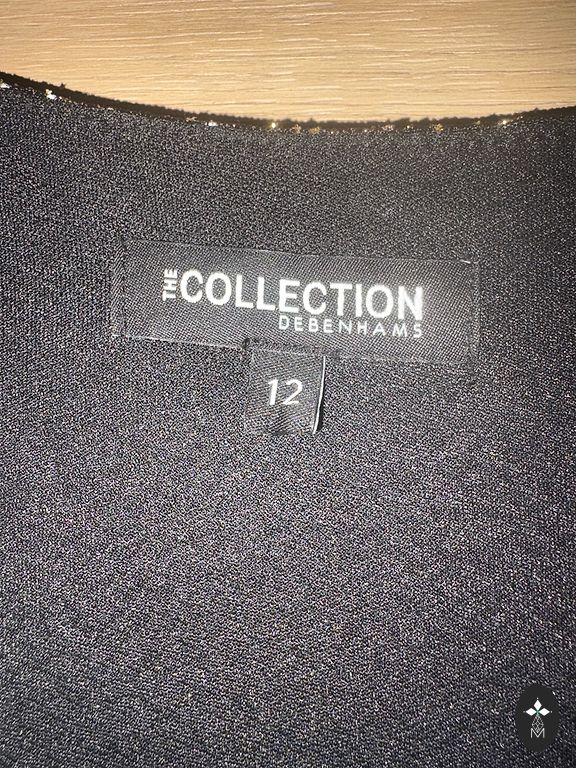 THE COLLECTION
DEBENHAMS
12
M